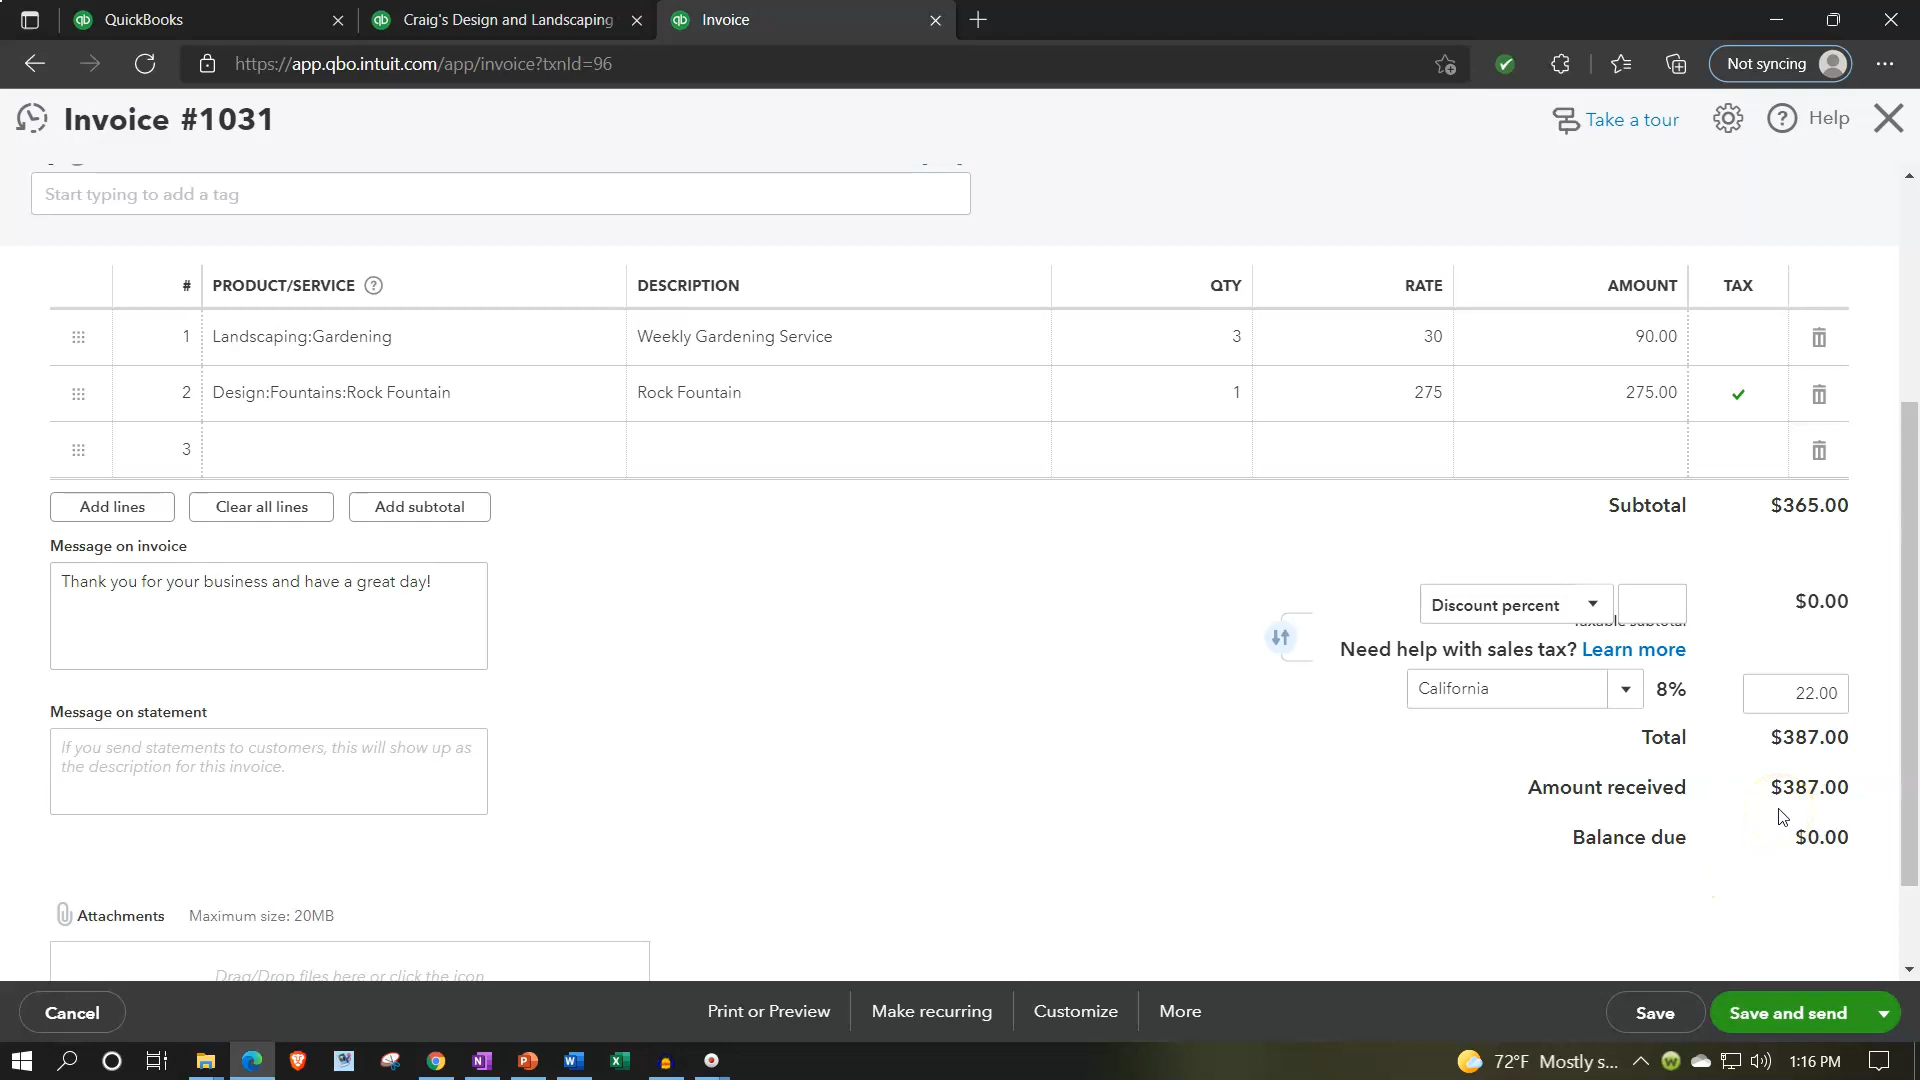 QuickBooks
Craig's Design and Landscaping
Invoice
https://app.qbo.intuit.com/app/invoice?txnId=96
Not syncing
Invoice #1031
Take a tour
Help
Start typing to add a tag
# PRODUCT/SERVICE DESCRIPTION QTY RATE AMOUNT TAX
1 Landscaping:Gardening Weekly Gardening Service 3 30 90.00
2 Design:Fountains:Rock Fountain Rock Fountain 1 275 275.00
3
Add lines Clear all lines Add subtotal
Subtotal $365.00
Message on invoice
Thank you for your business and have a great day!
Discount percent $0.00
Taxable subtotal
Need help with sales tax? Learn more
California 8% 22.00
Message on statement
If you send statements to customers, this will show up as
the description for this invoice.
Total $387.00
Amount received $387.00
Balance due $0.00
Attachments Maximum size: 20MB
Drag/Drop files here or click the icon
Cancel
Print or Preview
Make recurring
Customize
More
Save
Save and send
72°F Mostly s...
1:16 PM